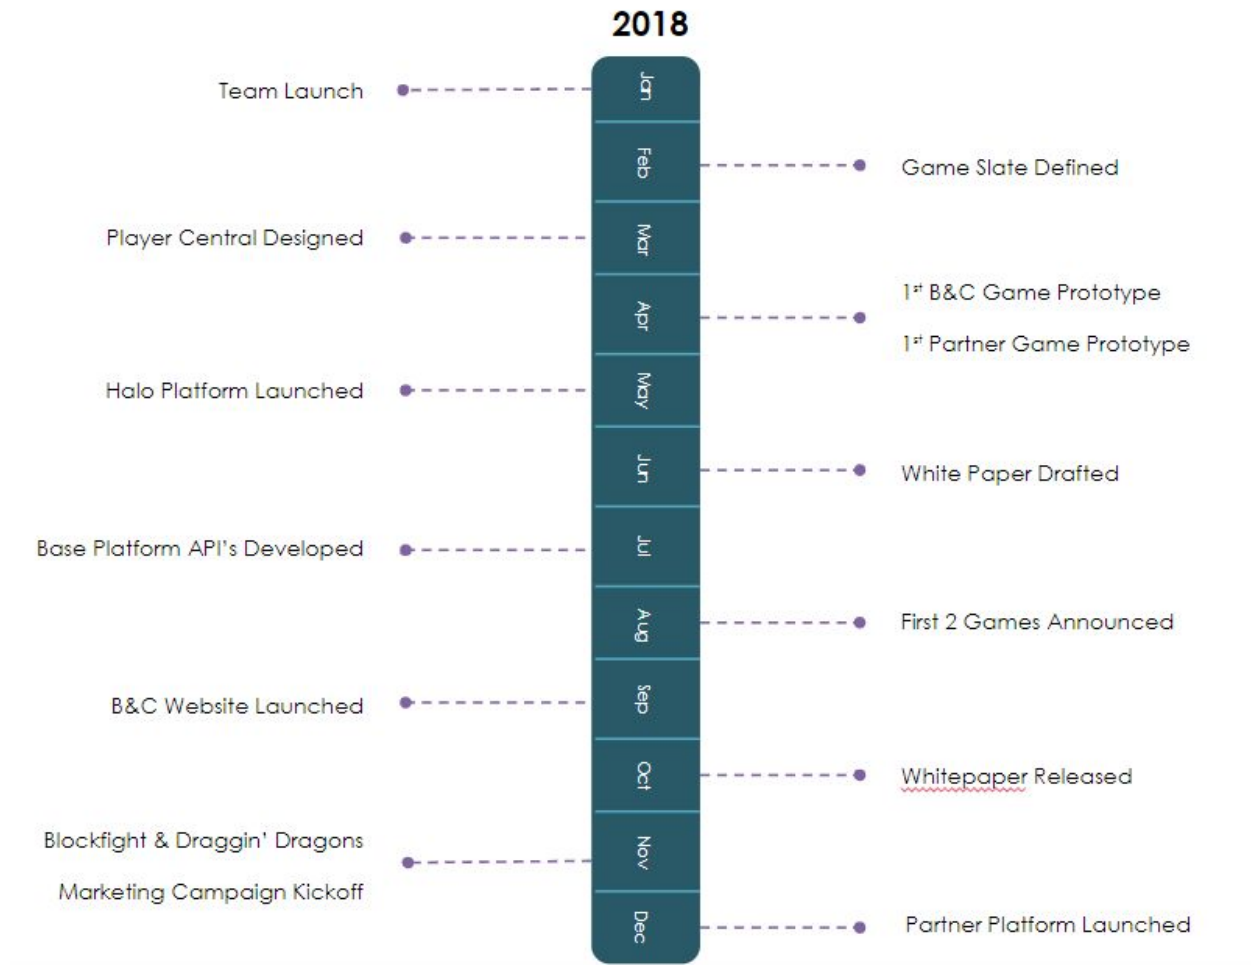 2018
Jan
Team Launch
Feb
Game Slate Defined
Mar
Player Central Designed
Apr
1st B&C Game Prototype
1st Partner Game Prototype
May
Halo Platform Launched
Jun
White Paper Drafted
Jul
Base Platform API's Developed
Aug
First 2 Games Announced
Sep
B&C Website Launched
Oct
Whitepaper Released
Nov
Blockfight & Draggin' Dragons
Marketing Campaign Kickoff
Dec
Partner Platform Launched